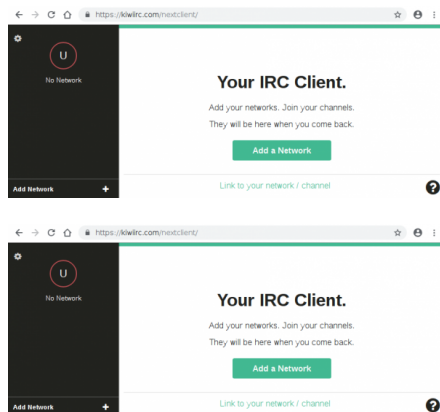 https://kiwiirc.com/nextclient/
U
No Network
Your IRC Client.
Add your networks. Join your channels.
They will be here when you come back.
Add a Network
Add Network +
Link to your network / channel
?
https://kiwiirc.com/nextclient/
U
No Network
Your IRC Client.
Add your networks. Join your channels.
They will be here when you come back.
Add a Network
Add Network +
Link to your network / channel
?